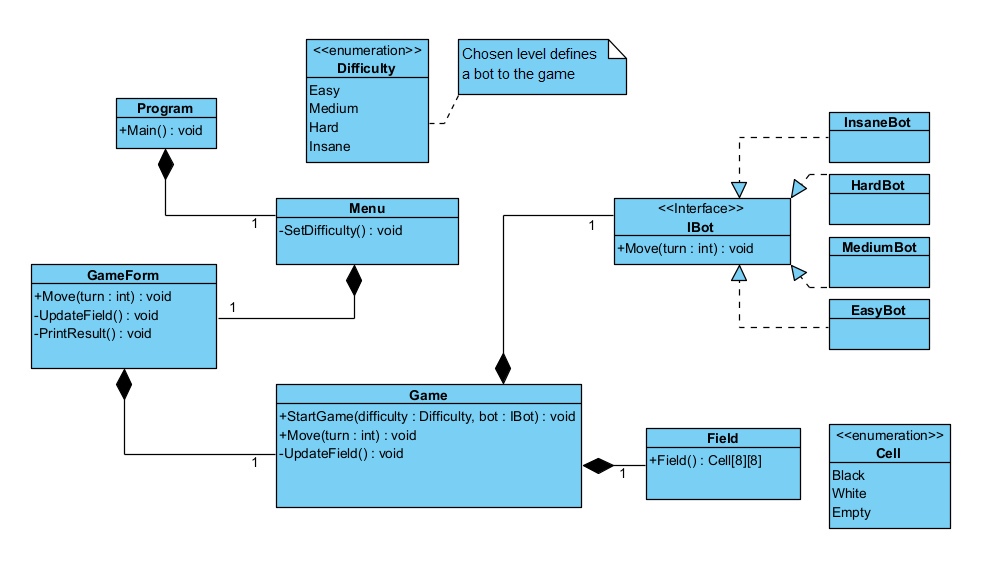 <<enumeration>>
Difficulty
Easy
Medium
Hard
Insane
Chosen level defines
a bot to the game
Program
+Main() : void
1
Menu
-SetDifficulty() : void
GameForm
+Move(turn : int) : void
-UpdateField() : void
-PrintResult() : void
1
<<Interface>>
IBot
+Move(turn : int) : void
1
InsaneBot
HardBot
MediumBot
EasyBot
Game
+StartGame(difficulty : Difficulty, bot : IBot) : void
+Move(turn : int) : void
-UpdateField() : void
1
Field
+Field() : Cell[8][8]
1
<<enumeration>>
Cell
Black
White
Empty